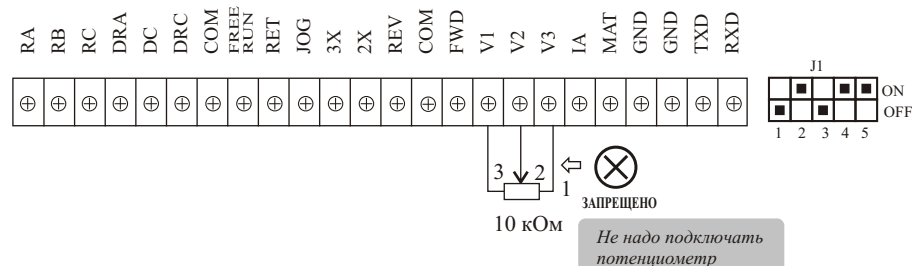 RA RB RC DRA DC DRC COM FREE RUN RET JOG 3X 2X REV COM FWD V1 V2 V3 IA MAT GND GND TXD RXD
J1
ON
OFF
1 2 3 4 5
3 2 1
ЗАПРЕЩЕНО
10 кОм
Не надо подключать
потенциометр